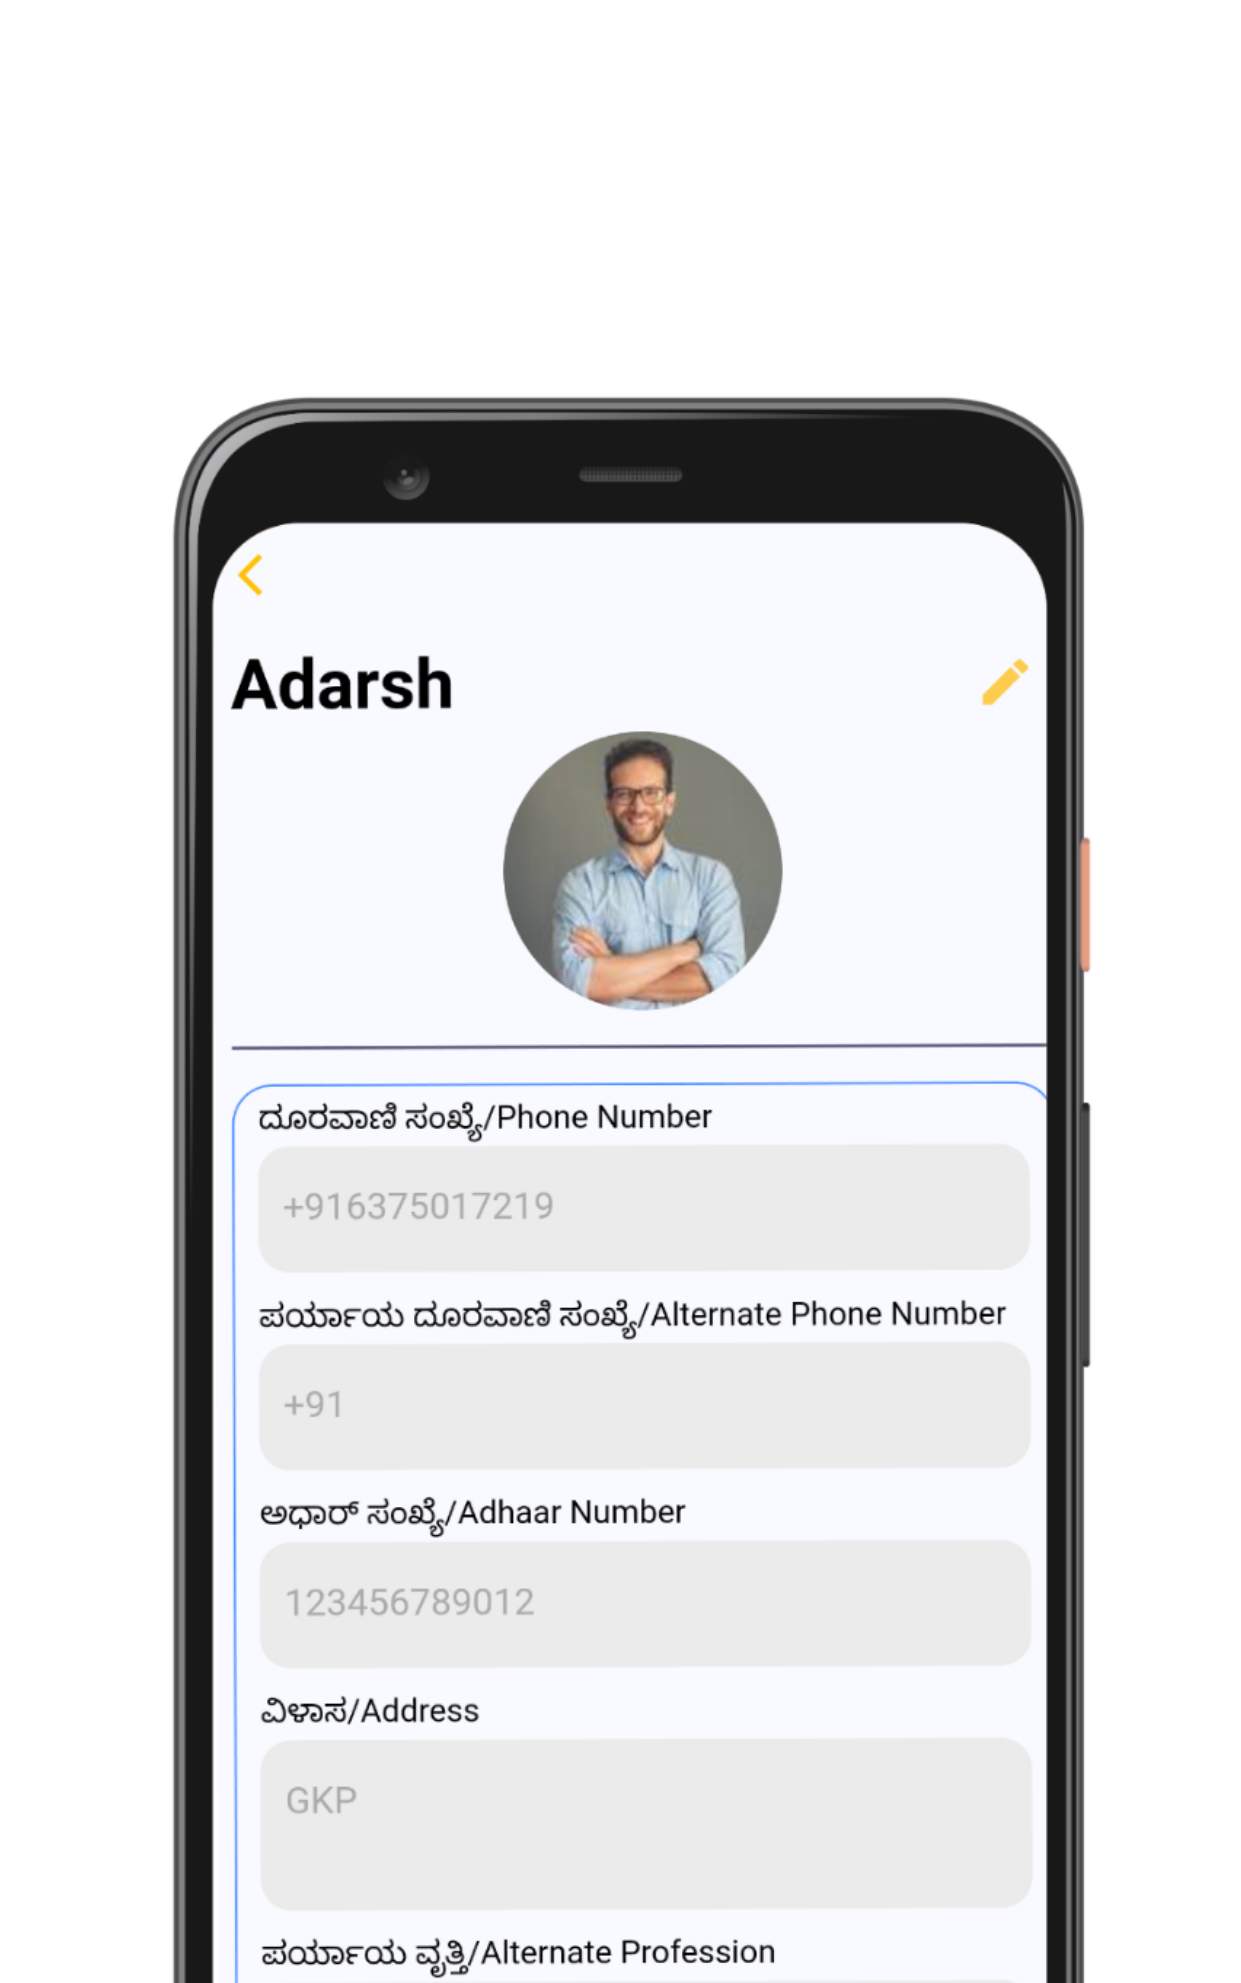 Adarsh
ದೂರವಾಣಿ ಸಂಖ್ಯೆ/Phone Number
+916375017219
ಪರ್ಯಾಯ ದೂರವಾಣಿ ಸಂಖ್ಯೆ/Alternate Phone Number
+91
ಅಧಾರ್ ಸಂಖ್ಯೆ/Adhaar Number
123456789012
ವಿಳಾಸ/Address
GKP
ಪರ್ಯಾಯ ವೃತ್ತಿ/Alternate Profession